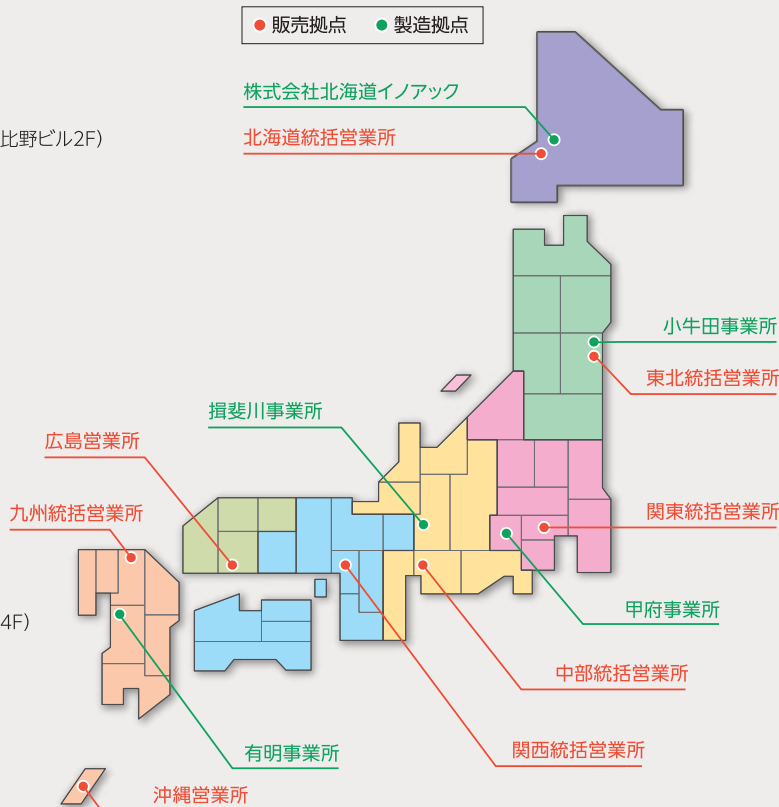 販売拠点 製造拠点
株式会社北海道イノアック
比野ビル2F)
北海道統括営業所
小牛田事業所
東北統括営業所
揖斐川事業所
広島営業所
九州統括営業所
関東統括営業所
甲府事業所
4F)
中部統括営業所
関西統括営業所
有明事業所
沖縄営業所